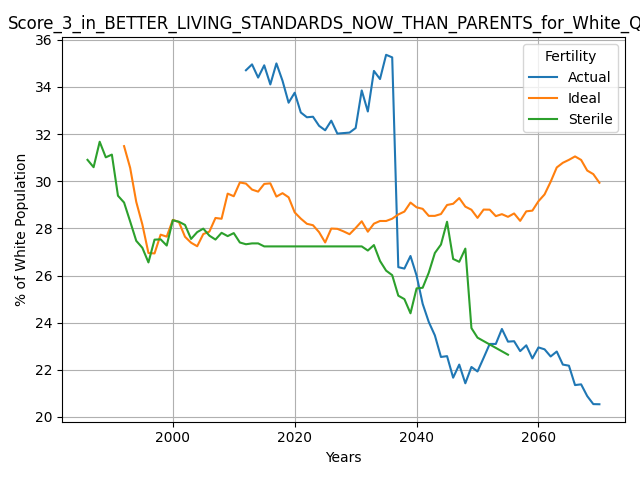 Score_3_in_BETTER_LIVING_STANDARDS_NOW_THAN_PARENTS_for_White_Q
Fertility
Actual
Ideal
Sterile
% of White Population
36
34
32
30
28
26
24
22
20
2000 2020 2040 2060
Years